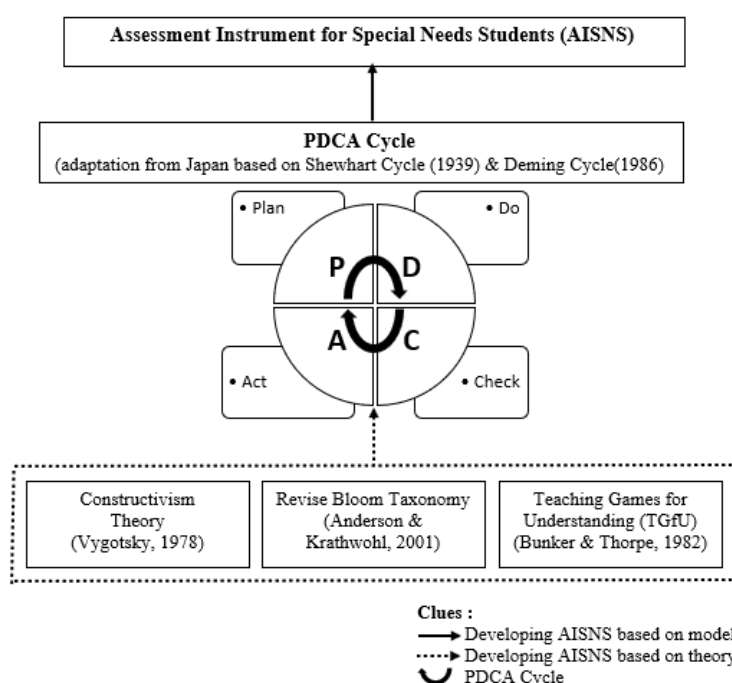 Assessment Instrument for Special Needs Students (AISNS)
PDCA Cycle
(adaptation from Japan based on Shewhart Cycle (1939) & Deming Cycle(1986)
• Plan
• Do
P
D
A
C
• Act
• Check
Constructivism
Theory
(Vygotsky, 1978)
Revise Bloom Taxonomy
(Anderson &
Krathwohl, 2001)
Teaching Games for
Understanding (TGfU)
(Bunker & Thorpe, 1982)
Clues :
Developing AISNS based on model
Developing AISNS based on theory
PDCA Cycle